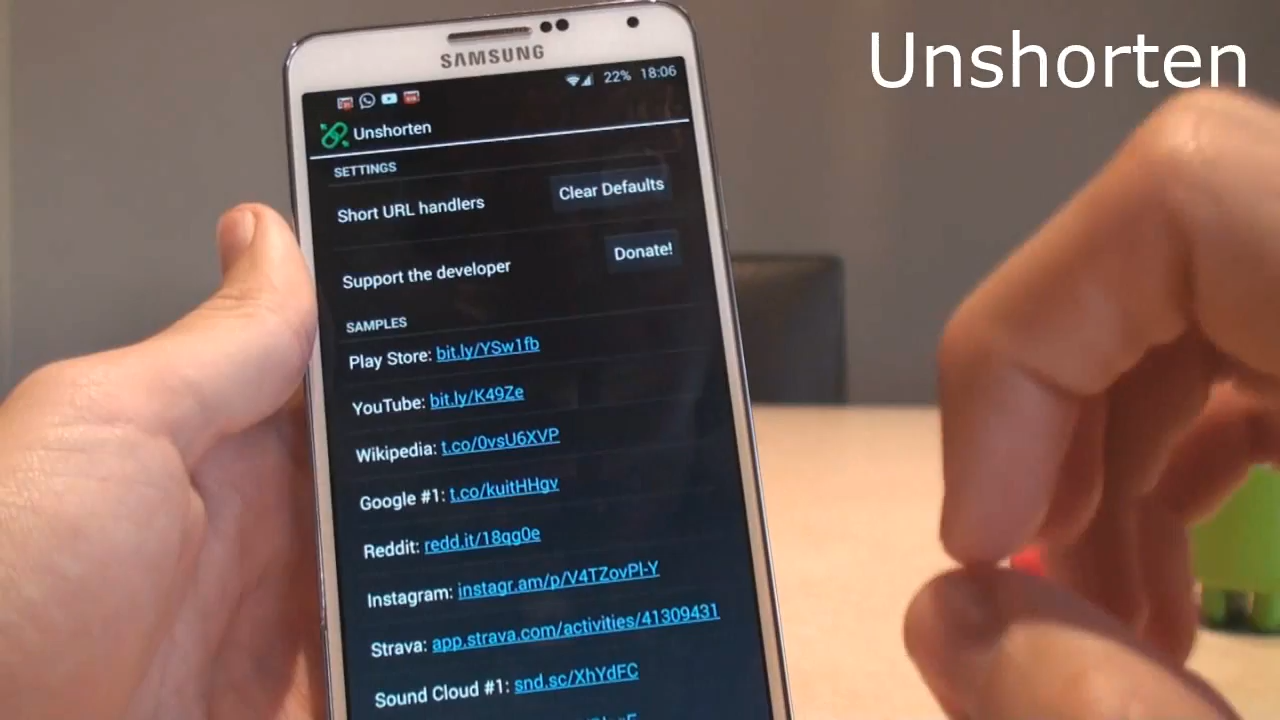 Unshorten
SAMSUNG
22% 18:06
Unshorten
SETTINGS
Short URL handlers Clear Defaults
Support the developer Donate!
SAMPLES
Play Store: bit.ly/YSw1fb
YouTube: bit.ly/K49Ze
Wikipedia: t.co/0vsU6XVP
Google #1: t.co/kuitHHgv
Reddit: redd.it/18qg0e
Instagram: instagr.am/p/V4TZovPl-Y
Strava: app.strava.com/activities/41309431
Sound Cloud #1: snd.sc/XhYdFC